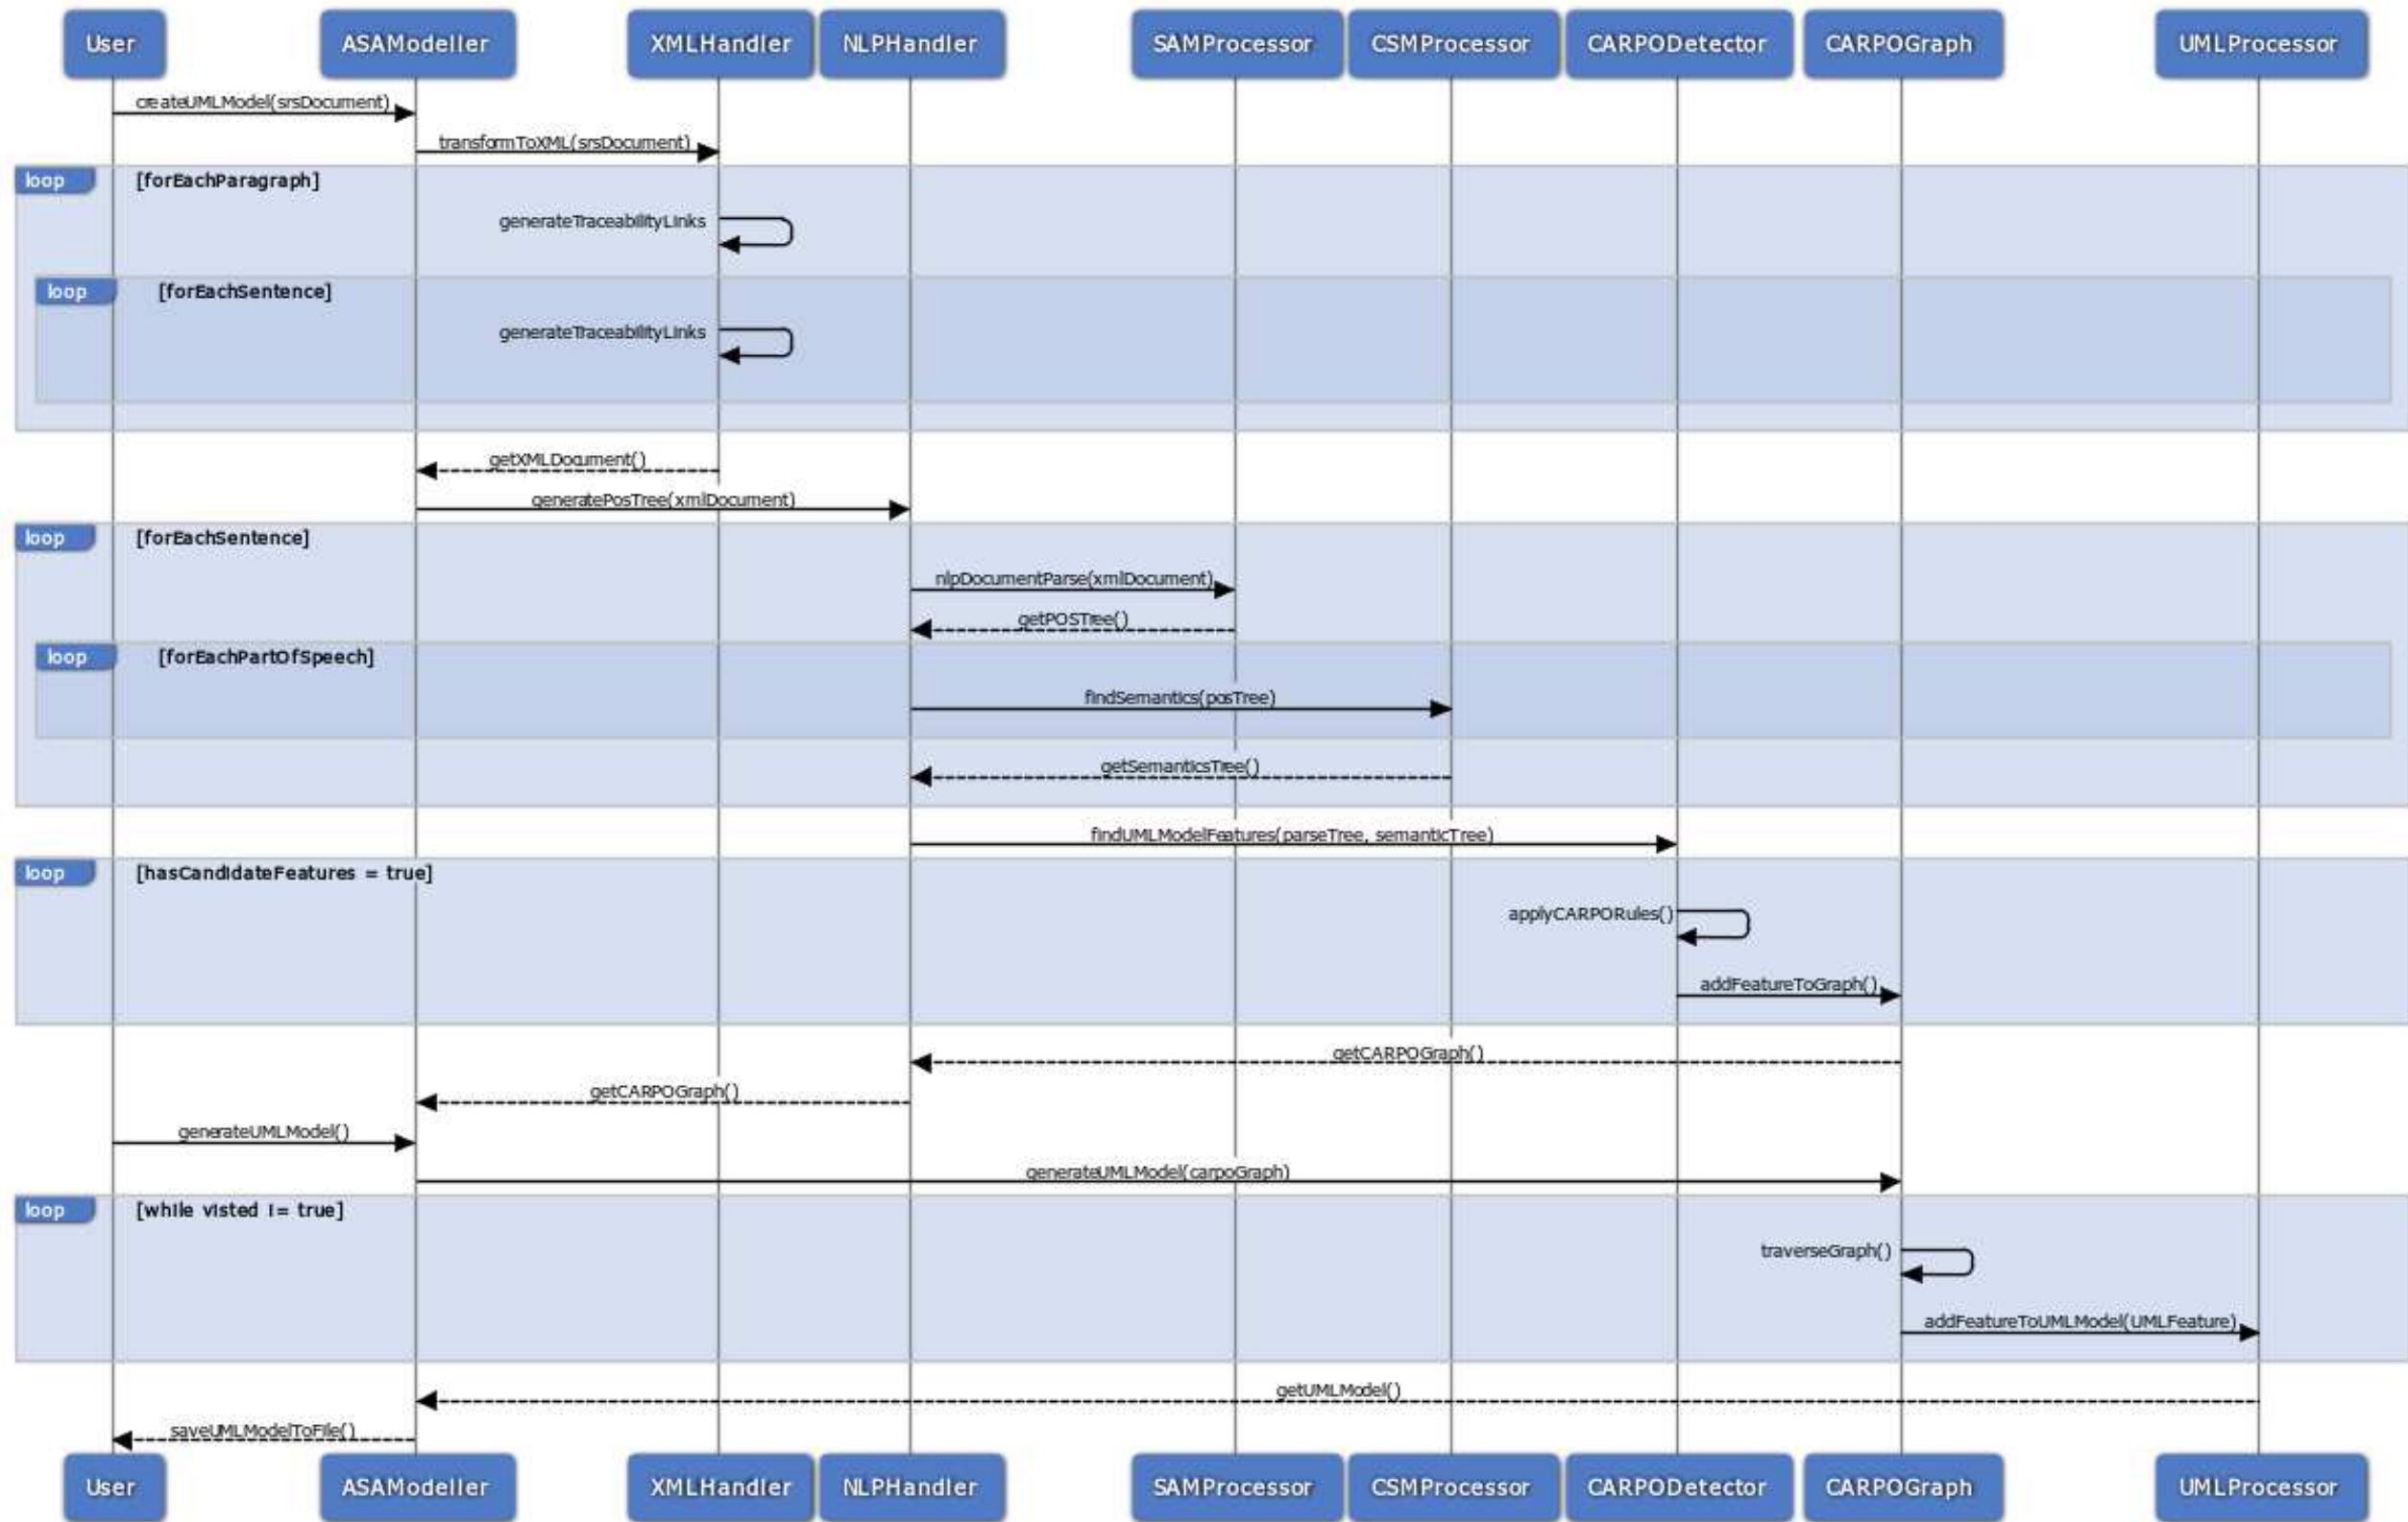 User
ASAModeller
XMLHandler
NLPHandler
SAMProcessor
CSMProcessor
CARPODetector
CARPOGraph
UMLProcessor
createUMLModel(srsDocument)
transformToXML(srsDocument)
loop [forEachParagraph]
generateTraceabilityLinks
loop [forEachSentence]
generateTraceabilityLinks
getXMLDocument()
generatePosTree(xmlDocument)
loop [forEachSentence]
nlpDocumentParse(xmlDocument)
getPOSTree()
loop [forEachPartOfSpeech]
findSemantics(posTree)
getSemanticsTree()
findUMLModelFeatures(parseTree, semanticTree)
loop [hasCandidateFeatures = true]
applyCARPORules()
addFeatureToGraph()
getCARPOGraph()
getCARPOGraph()
generateUMLModel()
generateUMLModel(carpoGraph)
loop [while visted != true]
traverseGraph()
addFeatureToUMLModel(UMLFeature)
getUMLModel()
saveUMLModelToFile()
User
ASAModeller
XMLHandler
NLPHandler
SAMProcessor
CSMProcessor
CARPODetector
CARPOGraph
UMLProcessor